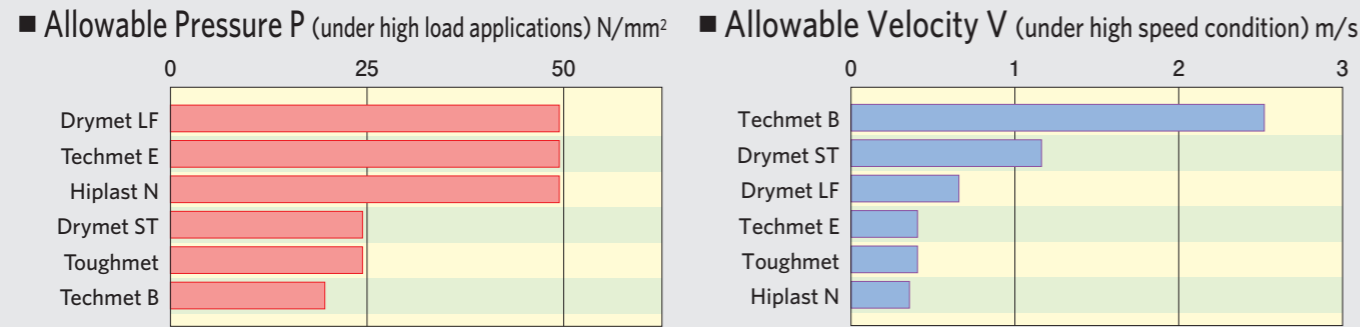 ■ Allowable Pressure P (under high load applications) N/mm²
0 25 50
Drymet LF
Techmet E
Hiplast N
Drymet ST
Toughmet
Techmet B
■ Allowable Velocity V (under high speed condition) m/s
0 1 2 3
Techmet B
Drymet ST
Drymet LF
Techmet E
Toughmet
Hiplast N